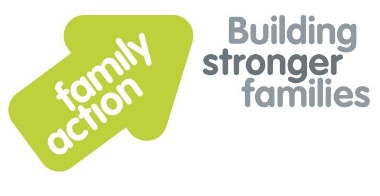 family
action
Building
stronger
families